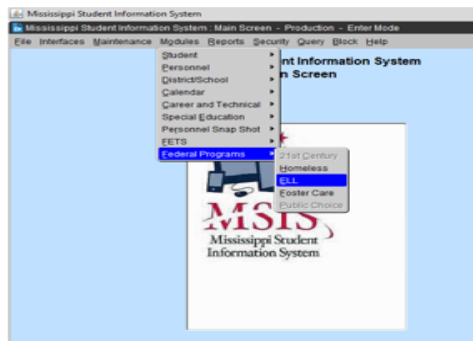 Mississippi Student Information System
Mississippi Student Information System : Main Screen - Production - Enter Mode
File Interfaces Maintenance Modules Reports Security Query Block Help
nt Information System
n Screen
Student
Personnel
District/School
Calendar
Career and Technical
Special Education
Personnel Snap Shot
FETS
Federal Programs
21st Century
Homeless
ELL
Foster Care
Public Choice
MSIS
Mississippi Student
Information System